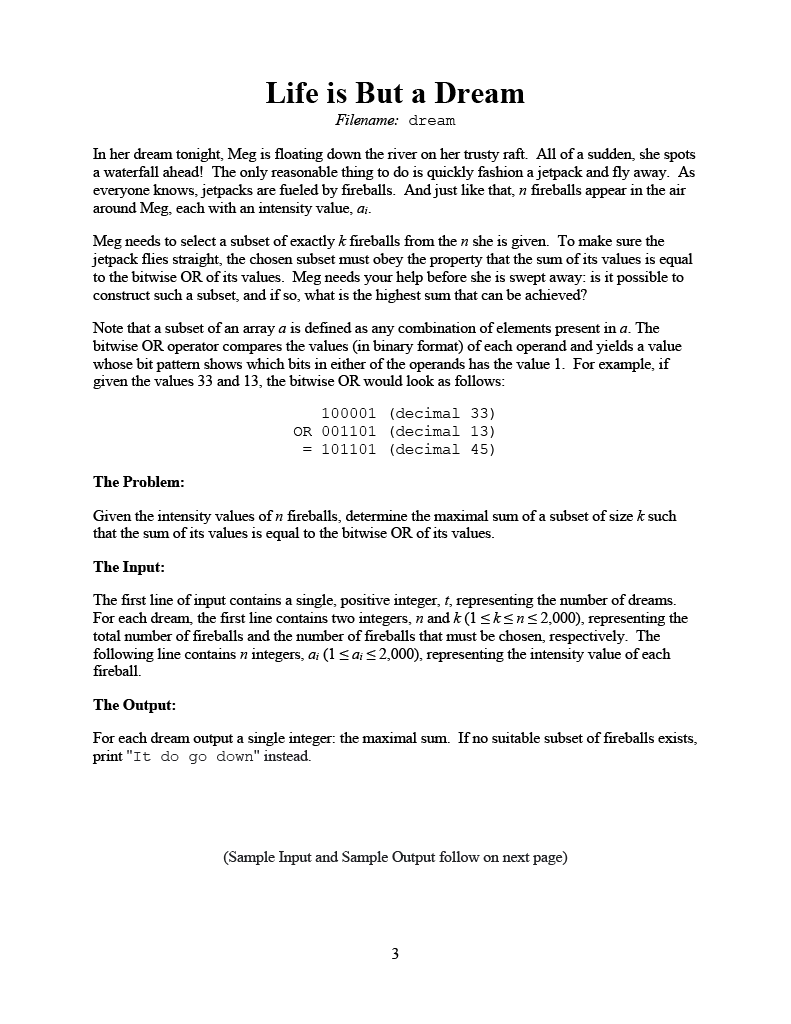 Life is But a Dream
Filename: dream
In her dream tonight, Meg is floating down the river on her trusty raft. All of a sudden, she spots
a waterfall ahead! The only reasonable thing to do is quickly fashion a jetpack and fly away. As
everyone knows, jetpacks are fueled by fireballs. And just like that, n fireballs appear in the air
around Meg, each with an intensity value, aᵢ.
Meg needs to select a subset of exactly k fireballs from the n she is given. To make sure the
jetpack flies straight, the chosen subset must obey the property that the sum of its values is equal
to the bitwise OR of its values. Meg needs your help before she is swept away: is it possible to
construct such a subset, and if so, what is the highest sum that can be achieved?
Note that a subset of an array a is defined as any combination of elements present in a. The
bitwise OR operator compares the values (in binary format) of each operand and yields a value
whose bit pattern shows which bits in either of the operands has the value 1. For example, if
given the values 33 and 13, the bitwise OR would look as follows:
100001 (decimal 33)
OR 001101 (decimal 13)
= 101101 (decimal 45)
The Problem:
Given the intensity values of n fireballs, determine the maximal sum of a subset of size k such
that the sum of its values is equal to the bitwise OR of its values.
The Input:
The first line of input contains a single, positive integer, t, representing the number of dreams.
For each dream, the first line contains two integers, n and k (1 ≤ k ≤ n ≤ 2,000), representing the
total number of fireballs and the number of fireballs that must be chosen, respectively. The
following line contains n integers, aᵢ (1 ≤ aᵢ ≤ 2,000), representing the intensity value of each
fireball.
The Output:
For each dream output a single integer: the maximal sum. If no suitable subset of fireballs exists,
print "It do go down" instead.
(Sample Input and Sample Output follow on next page)
3